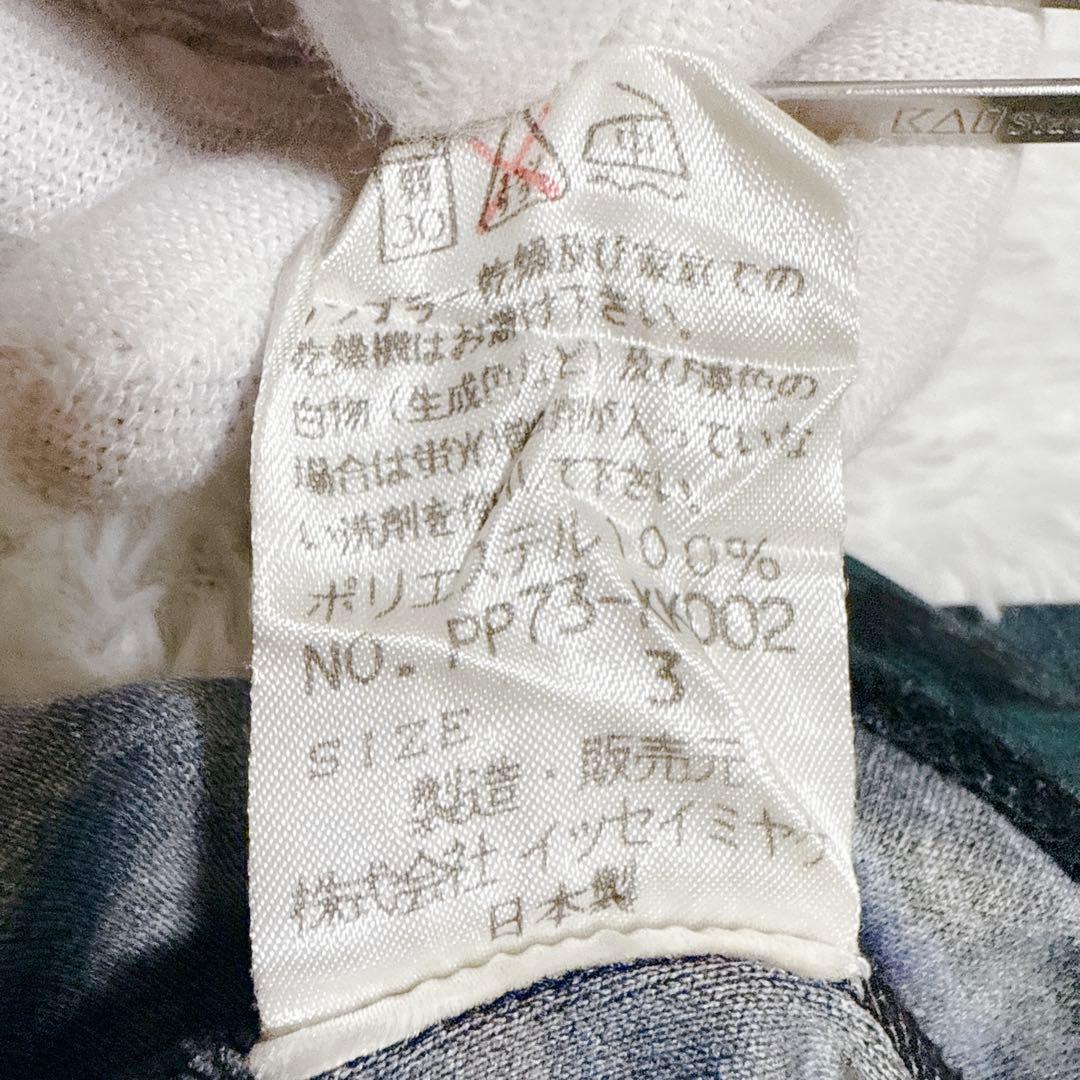 KAO
弱
30
中
タンブラー乾燥及び家庭での
乾燥機はお避け下さい。
白物(生成色など)及び淡色の
場合は蛍光増白剤が入っていな
い洗剤を使用して下さい。
ポリエステル100%
NO. PP73-
SIZE 3
製造・販売元
株式会社イッセイミヤケ
日本製